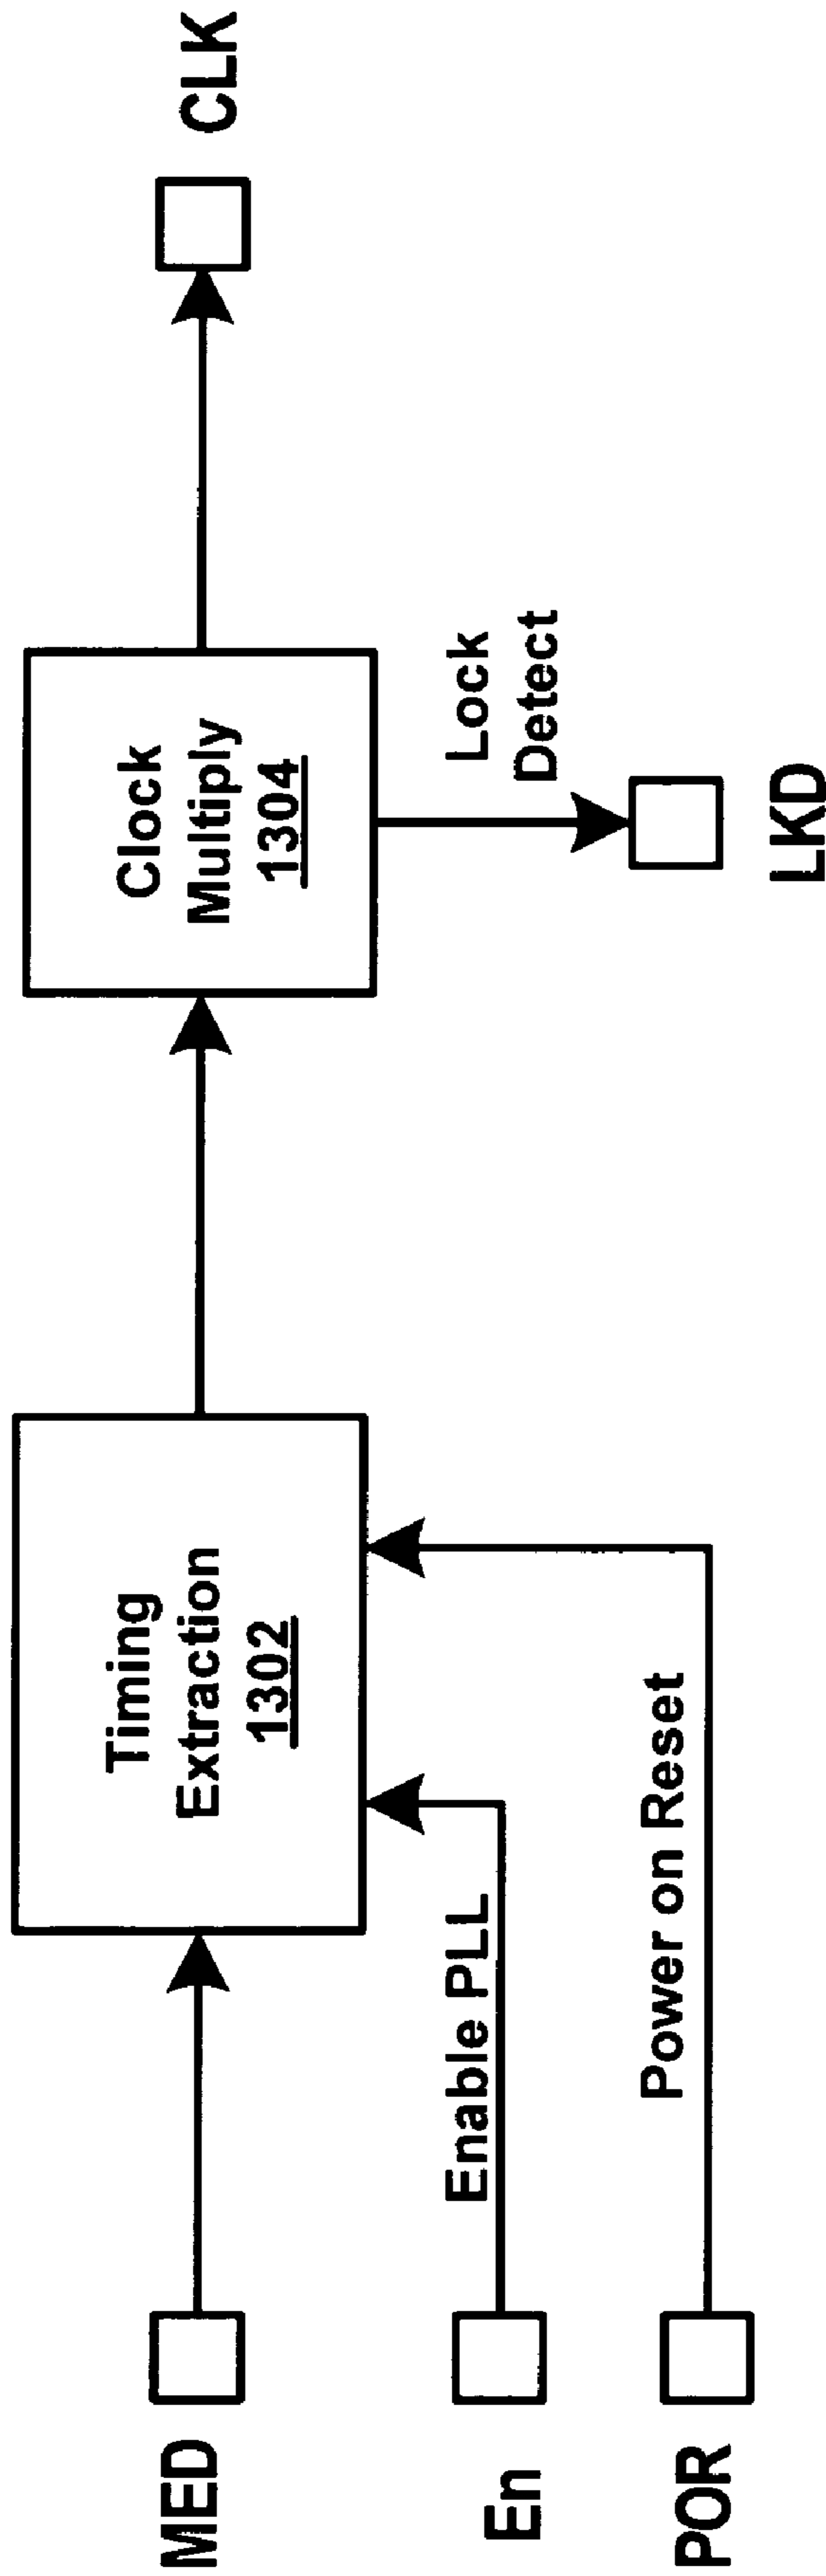 MED
Timing
Extraction
1302
Clock
Multiply
1304
CLK
Enable PLL
En
Power on Reset
POR
Lock
Detect
LKD